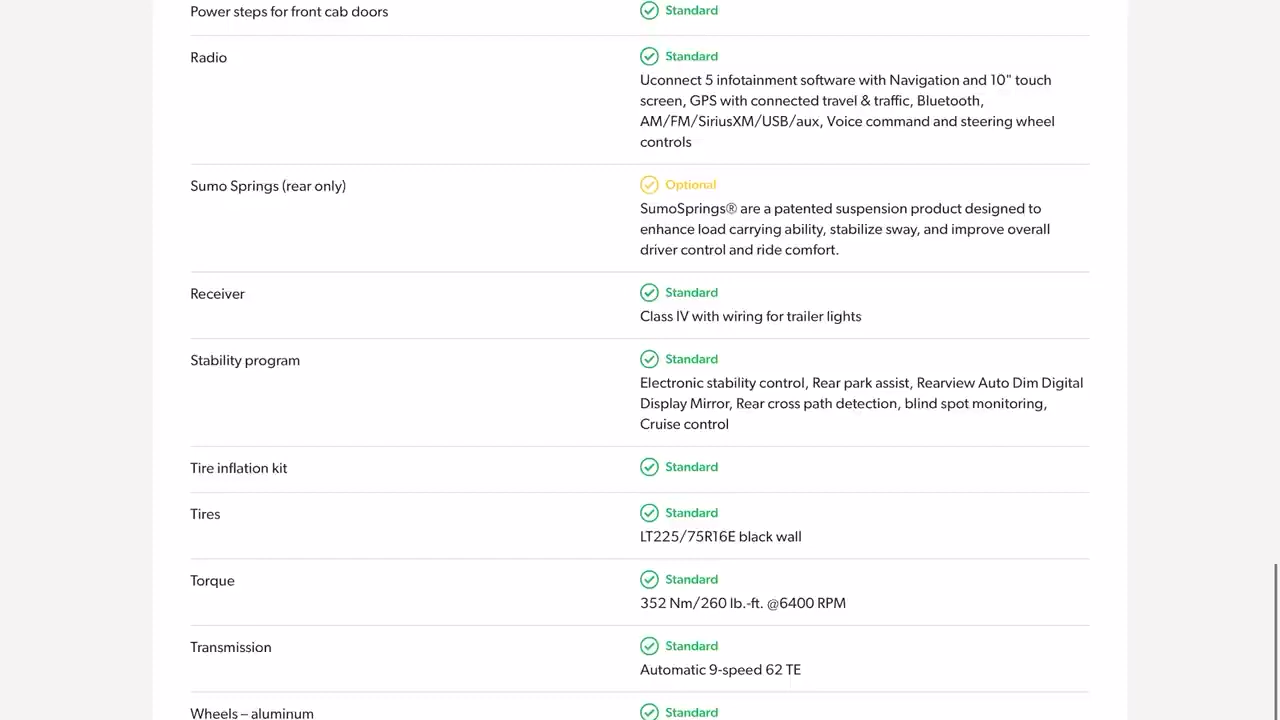 Power steps for front cab doors
Standard
Radio
Standard
Uconnect 5 infotainment software with Navigation and 10" touch
screen, GPS with connected travel & traffic, Bluetooth,
AM/FM/SiriusXM/USB/aux, Voice command and steering wheel
controls
Sumo Springs (rear only)
Optional
SumoSprings® are a patented suspension product designed to
enhance load carrying ability, stabilize sway, and improve overall
driver control and ride comfort.
Receiver
Standard
Class IV with wiring for trailer lights
Stability program
Standard
Electronic stability control, Rear park assist, Rearview Auto Dim Digital
Display Mirror, Rear cross path detection, blind spot monitoring,
Cruise control
Tire inflation kit
Standard
Tires
Standard
LT225/75R16E black wall
Torque
Standard
352 Nm/260 lb.-ft. @6400 RPM
Transmission
Standard
Automatic 9-speed 62 TE
Wheels – aluminum
Standard